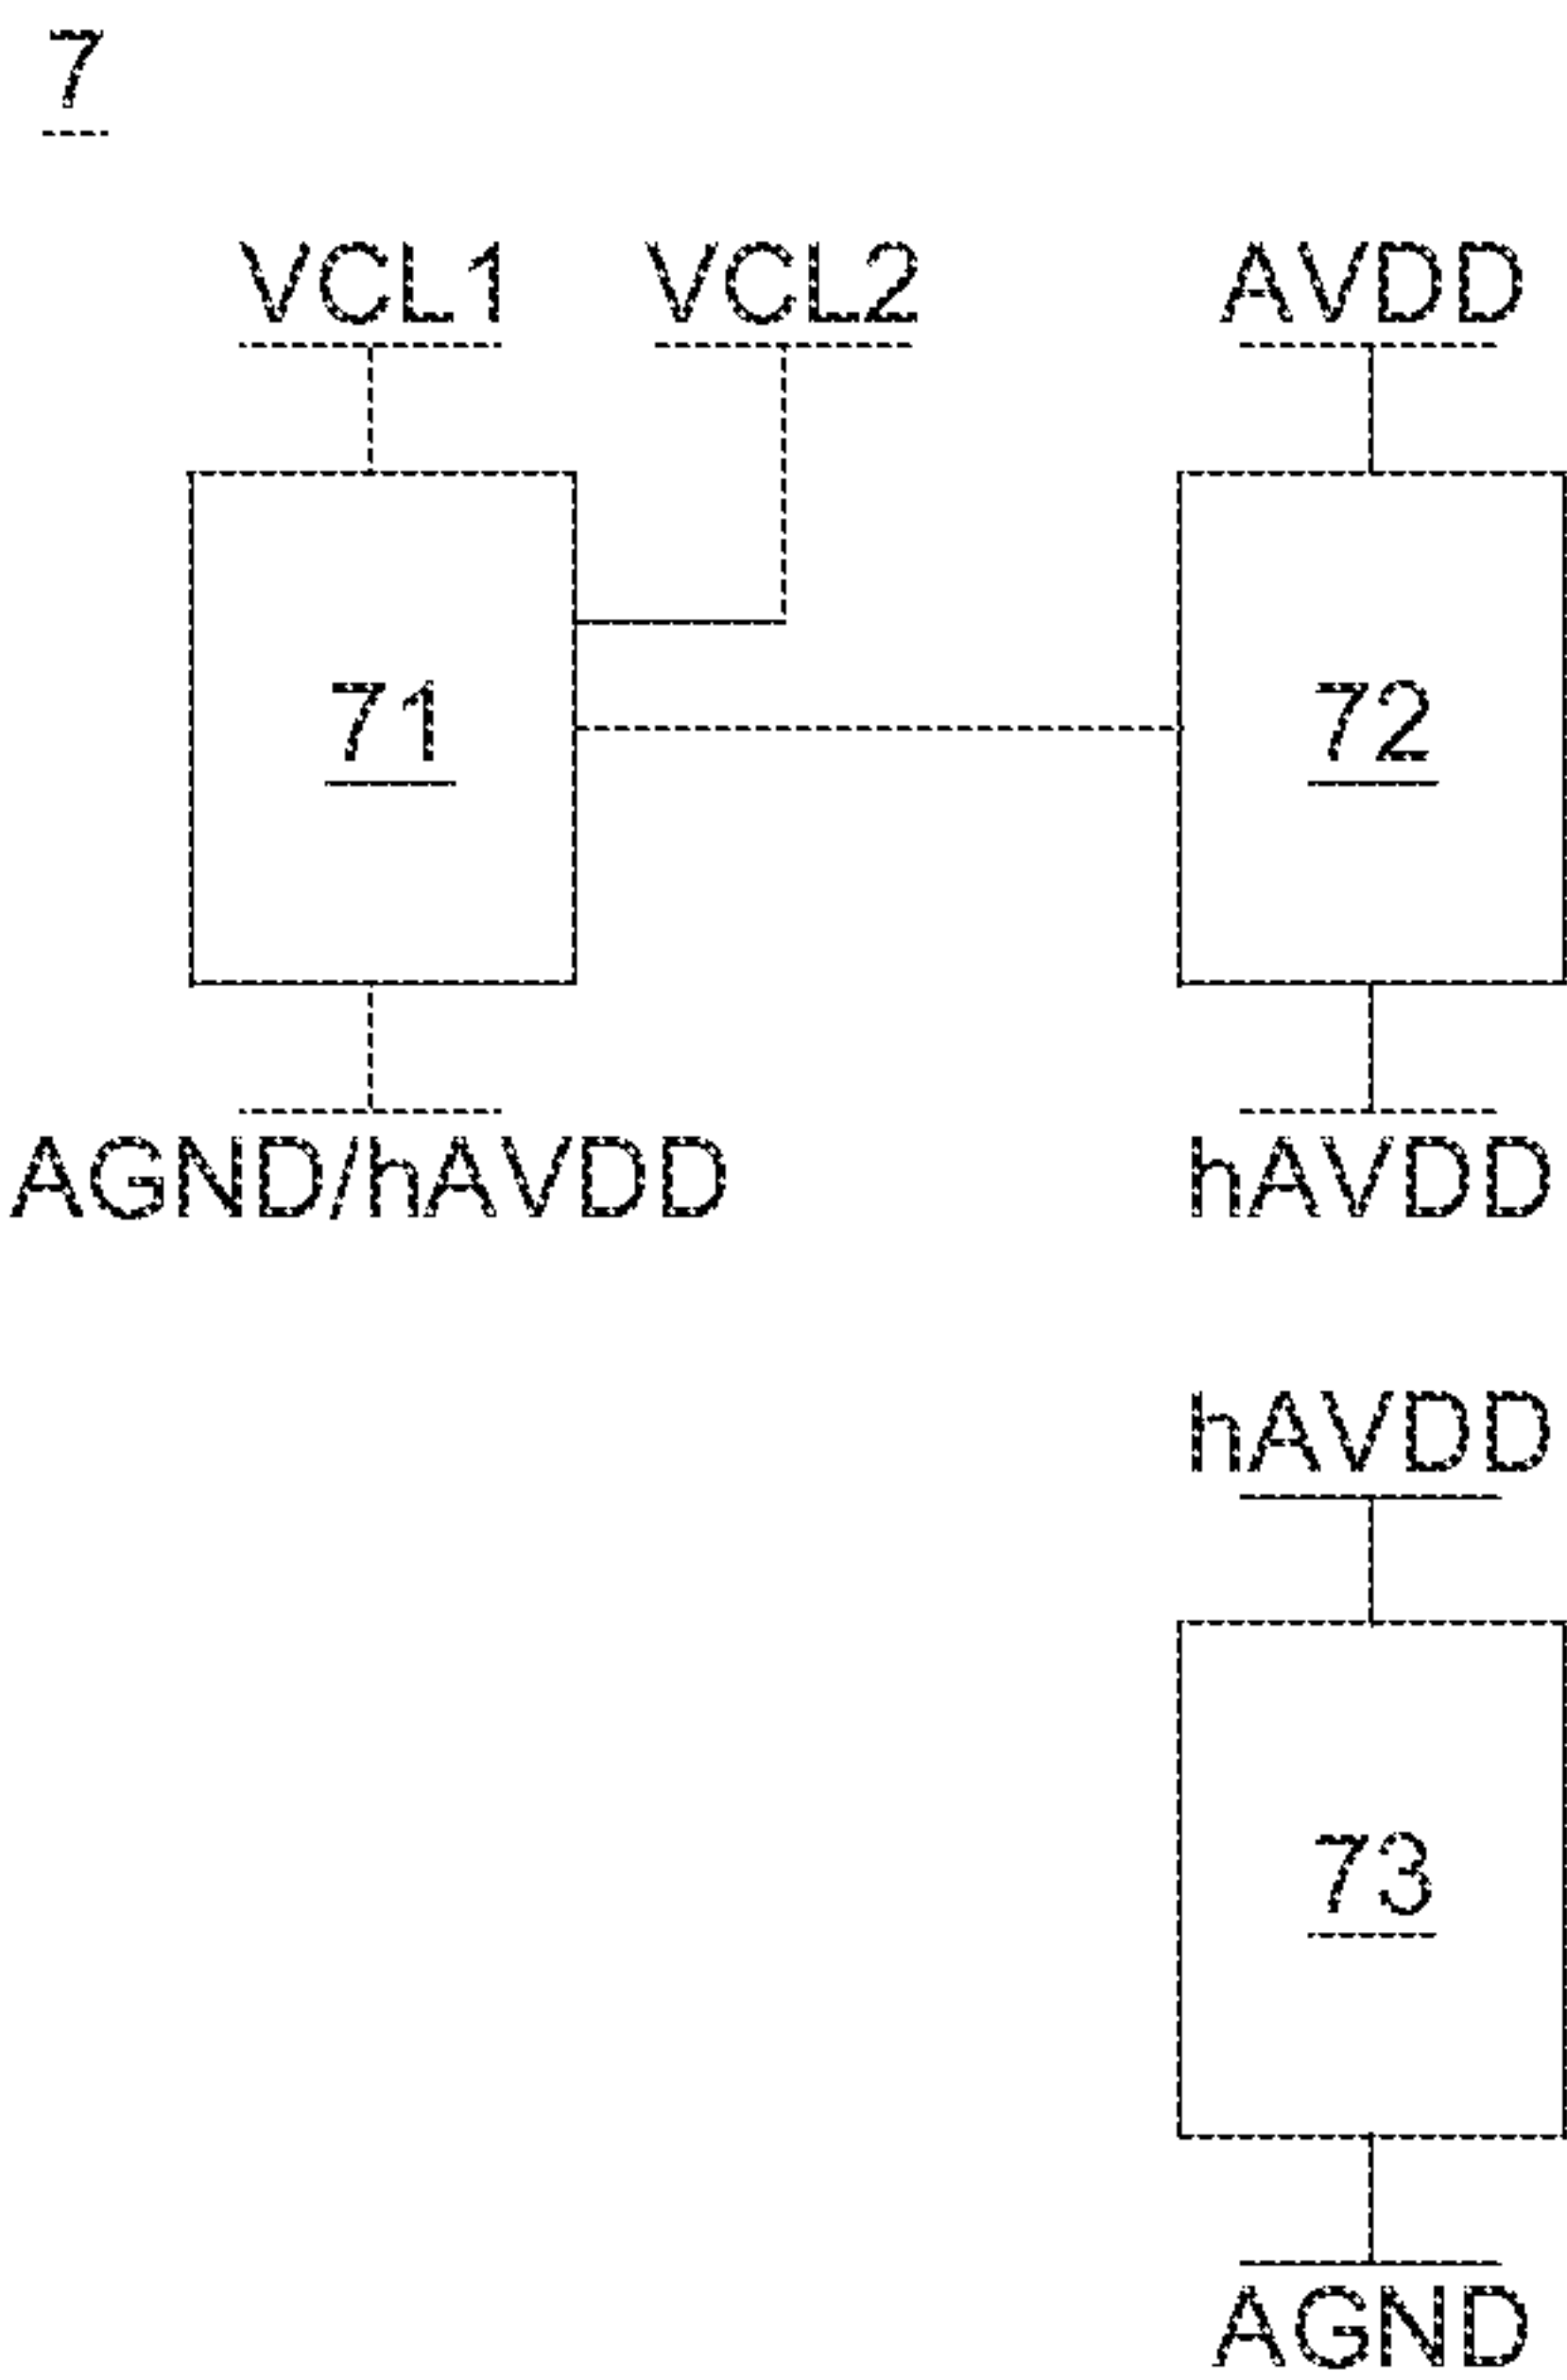 7
VCL1 VCL2 AVDD
71 72
AGND/hAVDD hAVDD
hAVDD
73
AGND